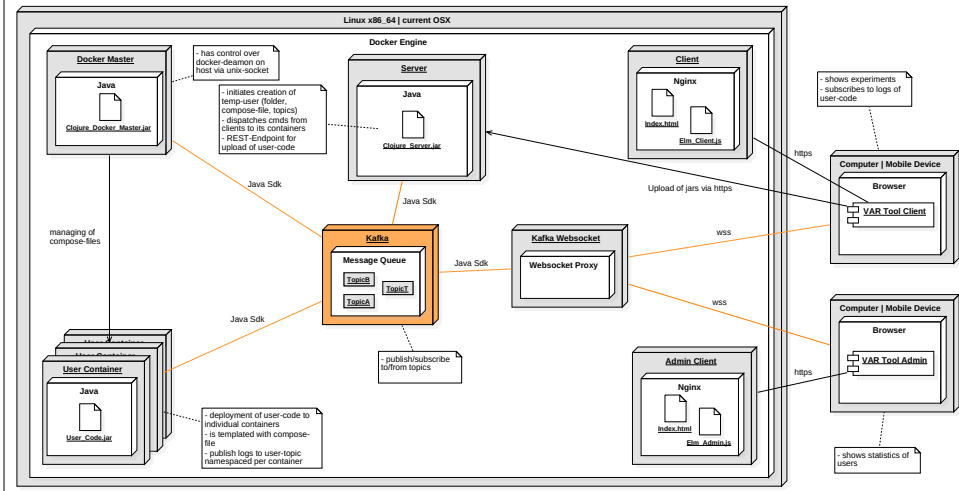 Linux x86_64 | current OSX
Docker Engine
Docker Master
Java
Clojure_Docker_Master.jar
- has control over
docker-deamon on
host via unix-socket
- initiates creation of
temp-user (folder,
compose-file, topics)
- dispatches cmds from
clients to its containers
- REST-Endpoint for
upload of user-code
Server
Java
Clojure_Server.jar
Client
Nginx
Index.html
Elm_Client.js
- shows experiments
- subscribes to logs of
user-code
https
Computer | Mobile Device
Browser
VAR Tool Client
Upload of jars via https
Java Sdk
Java Sdk
managing of
compose-files
Kafka
Message Queue
TopicB
TopicT
TopicA
Java Sdk
Kafka Websocket
Websocket Proxy
wss
wss
Java Sdk
- publish/subscribe
to/from topics
Computer | Mobile Device
Browser
VAR Tool Admin
https
Admin Client
Nginx
Index.html
Elm_Admin.js
User Container
Java
User_Code.jar
- deployment of user-code to
individual containers
- is templated with compose-
file
- publish logs to user-topic
namespaced per container
- shows statistics of
users